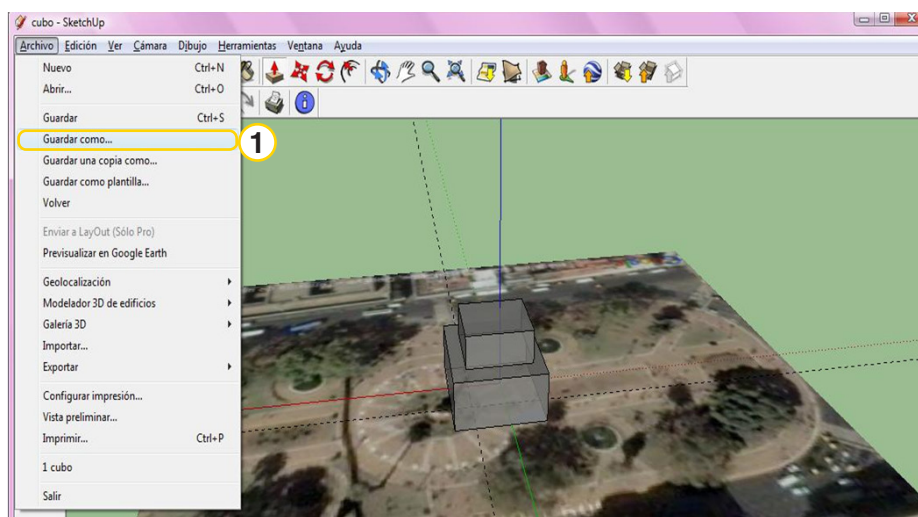 cubo - SketchUp
Archivo Edición Ver Cámara Dibujo Herramientas Ventana Ayuda
Nuevo Ctrl+N
Abrir... Ctrl+O
Guardar Ctrl+S
Guardar como...
1
Guardar una copia como...
Guardar como plantilla...
Volver
Enviar a LayOut (Sólo Pro)
Previsualizar en Google Earth
Geolocalización
Modelador 3D de edificios
Galería 3D
Importar...
Exportar
Configurar impresión...
Vista preliminar...
Imprimir... Ctrl+P
1 cubo
Salir